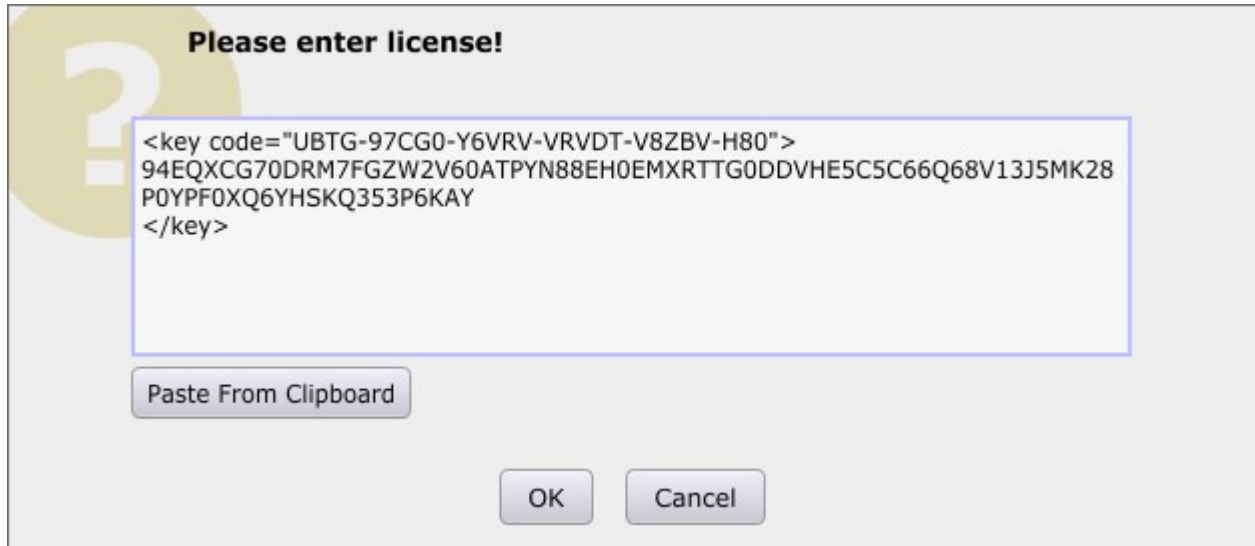 Please enter license!
<key code="UBTG-97CG0-Y6VRV-VRVDT-V8ZBV-H80">
94EQXCG70DRM7FGZW2V60ATPYN88EH0EMXRTTG0DDVHE5C5C66Q68V13J5MK28
P0YPF0XQ6YHSKQ353P6KAY
</key>
Paste From Clipboard
OK Cancel